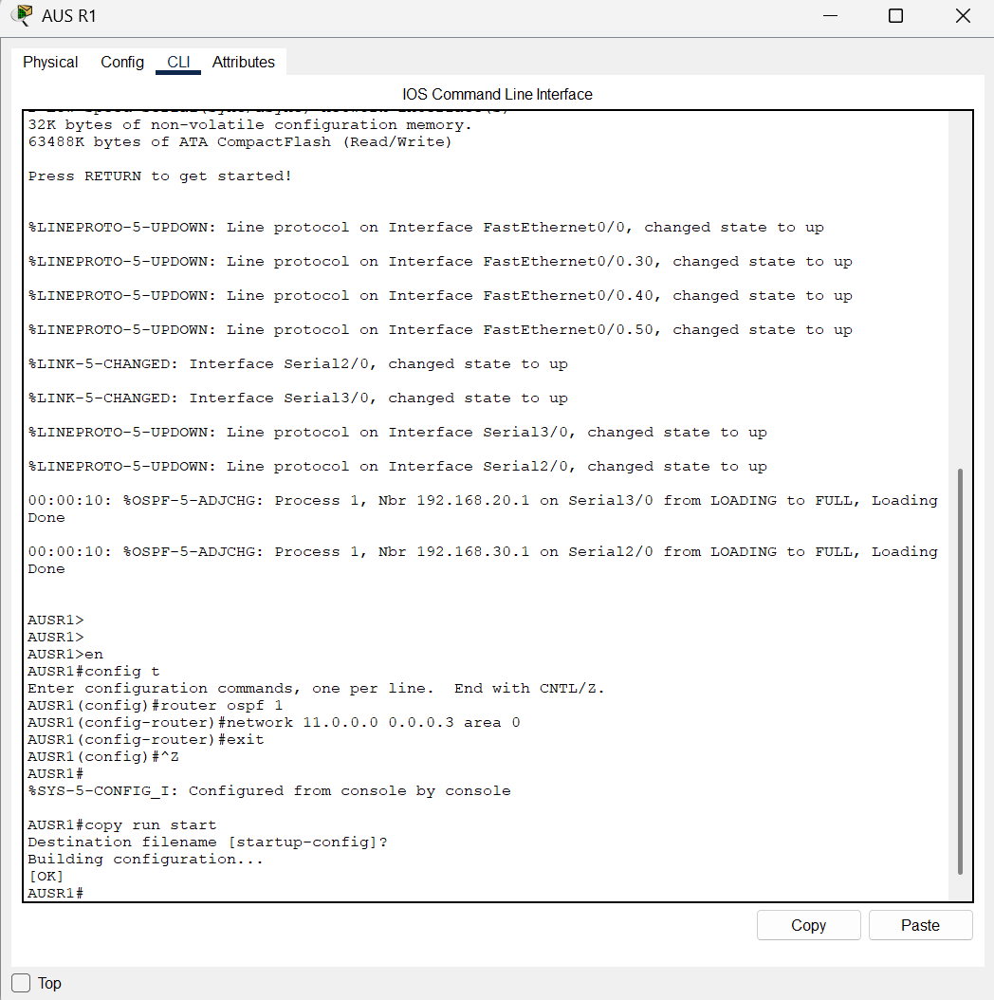 AUS R1
Physical Config CLI Attributes
IOS Command Line Interface
32K bytes of non-volatile configuration memory.
63488K bytes of ATA CompactFlash (Read/Write)
Press RETURN to get started!
%LINEPROTO-5-UPDOWN: Line protocol on Interface FastEthernet0/0, changed state to up
%LINEPROTO-5-UPDOWN: Line protocol on Interface FastEthernet0/0.30, changed state to up
%LINEPROTO-5-UPDOWN: Line protocol on Interface FastEthernet0/0.40, changed state to up
%LINEPROTO-5-UPDOWN: Line protocol on Interface FastEthernet0/0.50, changed state to up
%LINK-5-CHANGED: Interface Serial2/0, changed state to up
%LINK-5-CHANGED: Interface Serial3/0, changed state to up
%LINEPROTO-5-UPDOWN: Line protocol on Interface Serial3/0, changed state to up
%LINEPROTO-5-UPDOWN: Line protocol on Interface Serial2/0, changed state to up
00:00:10: %OSPF-5-ADJCHG: Process 1, Nbr 192.168.20.1 on Serial3/0 from LOADING to FULL, Loading
Done
00:00:10: %OSPF-5-ADJCHG: Process 1, Nbr 192.168.30.1 on Serial2/0 from LOADING to FULL, Loading
Done
AUSR1>
AUSR1>
AUSR1>en
AUSR1#config t
Enter configuration commands, one per line.  End with CNTL/Z.
AUSR1(config)#router ospf 1
AUSR1(config-router)#network 11.0.0.0 0.0.0.3 area 0
AUSR1(config-router)#exit
AUSR1(config)#^Z
AUSR1#
%SYS-5-CONFIG_I: Configured from console by console
AUSR1#copy run start
Destination filename [startup-config]?
Building configuration...
[OK]
AUSR1#
Copy Paste
Top